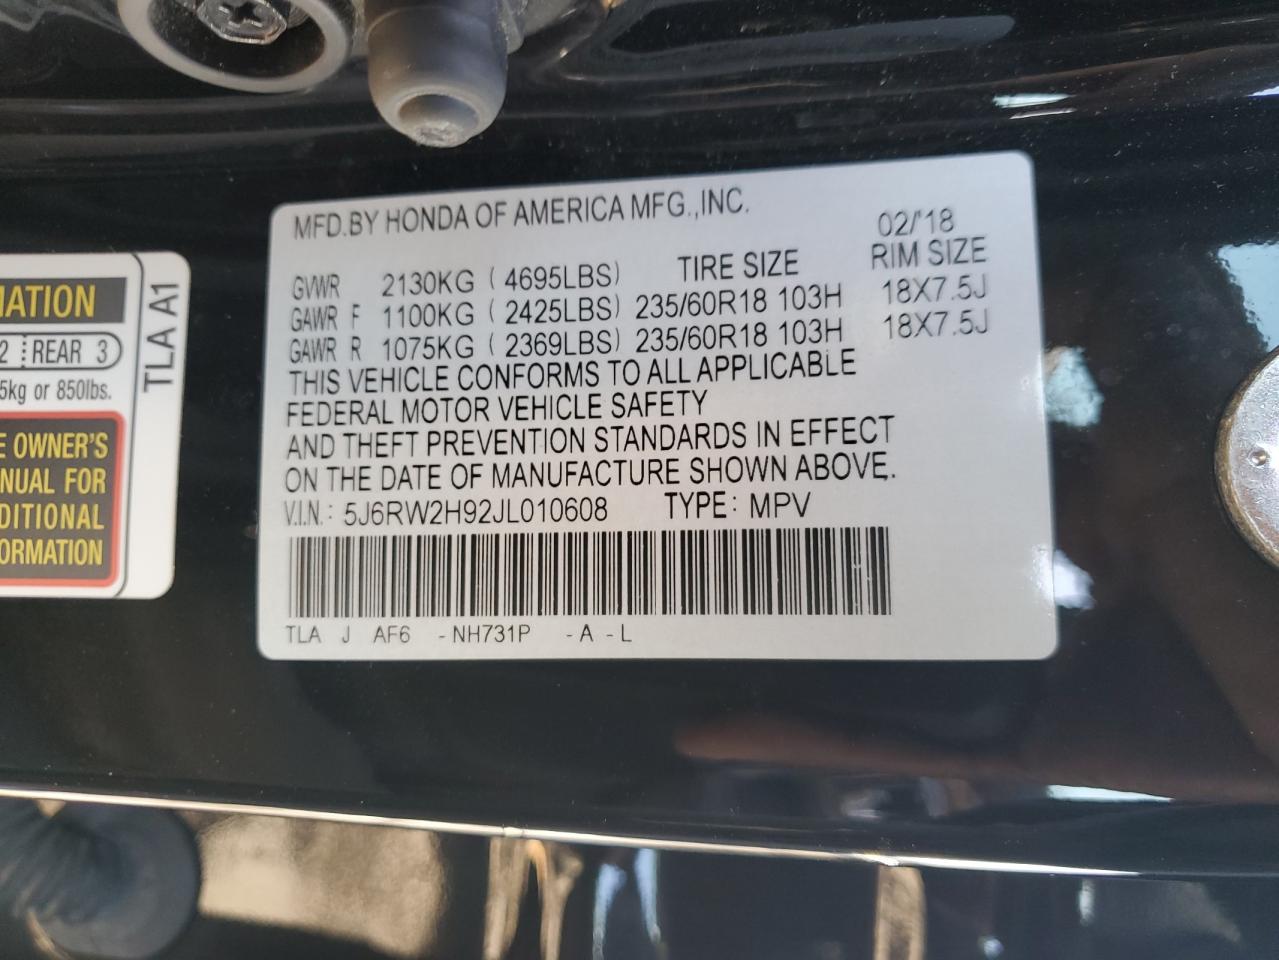 MFD.BY HONDA OF AMERICA MFG.,INC. 02/'18
GVWR 2130KG ( 4695LBS) TIRE SIZE RIM SIZE
GAWR F 1100KG ( 2425LBS) 235/60R18 103H 18X7.5J
GAWR R 1075KG ( 2369LBS) 235/60R18 103H 18X7.5J
THIS VEHICLE CONFORMS TO ALL APPLICABLE
FEDERAL MOTOR VEHICLE SAFETY
AND THEFT PREVENTION STANDARDS IN EFFECT
ON THE DATE OF MANUFACTURE SHOWN ABOVE.
V.I.N.: 5J6RW2H92JL010608 TYPE: MPV
TLA J AF6 -NH731P -A -L
MATION
2 REAR 3
5kg or 850lbs.
E OWNER'S
NUAL FOR
DITIONAL
ORMATION
TLA A1